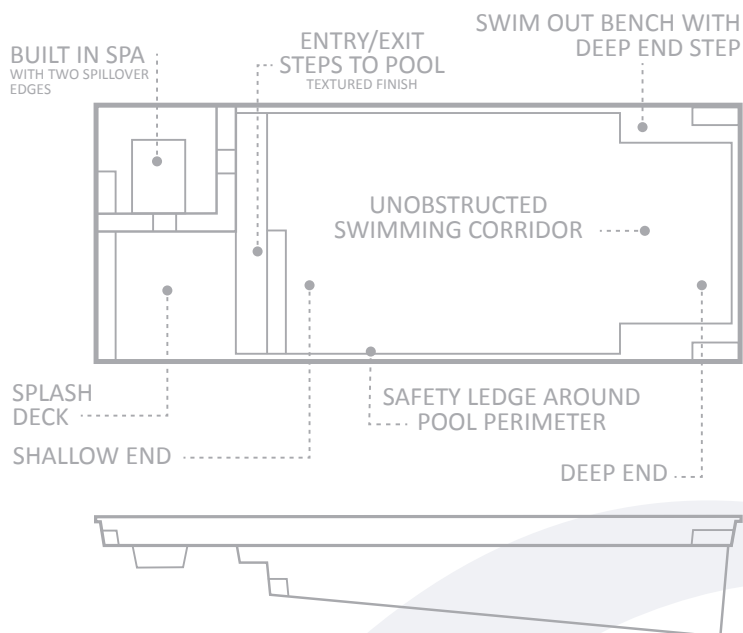 BUILT IN SPA
WITH TWO SPILLOVER
EDGES
ENTRY/EXIT
STEPS TO POOL
TEXTURED FINISH
SWIM OUT BENCH WITH
DEEP END STEP
UNOBSTRUCTED
SWIMMING CORRIDOR
SPLASH
DECK
SAFETY LEDGE AROUND
POOL PERIMETER
SHALLOW END
DEEP END